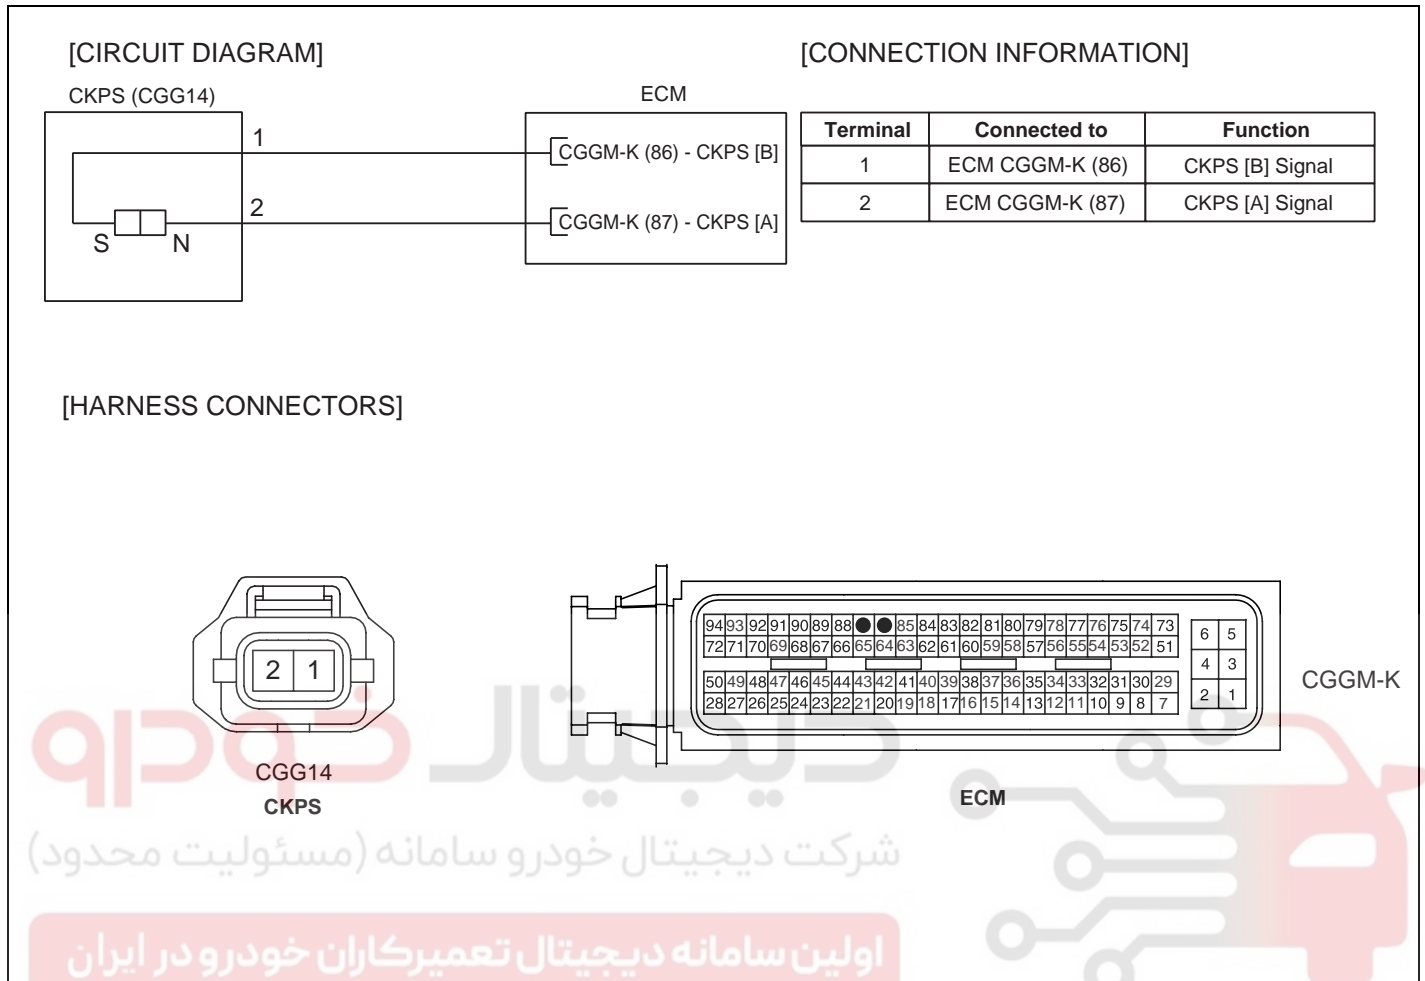 [CIRCUIT DIAGRAM]
[CONNECTION INFORMATION]
CKPS (CGG14)
ECM
1
CGGM-K (86) - CKPS [B]
2
CGGM-K (87) - CKPS [A]
S N
Terminal Connected to Function
1 ECM CGGM-K (86) CKPS [B] Signal
2 ECM CGGM-K (87) CKPS [A] Signal
[HARNESS CONNECTORS]
2 1
CGG14
CKPS
94 93 92 91 90 89 88 85 84 83 82 81 80 79 78 77 76 75 74 73
72 71 70 69 68 67 66 65 64 63 62 61 60 59 58 57 56 55 54 53 52 51
50 49 48 47 46 45 44 43 42 41 40 39 38 37 36 35 34 33 32 31 30 29
28 27 26 25 24 23 22 21 20 19 18 17 16 15 14 13 12 11 10 9 8 7
6 5
4 3
2 1
CGGM-K
ECM
دیجیتال خودرو
شرکت دیجیتال خودرو سامانه (مسئولیت محدود)
اولین سامانه دیجیتال تعمیرکاران خودرو در ایران